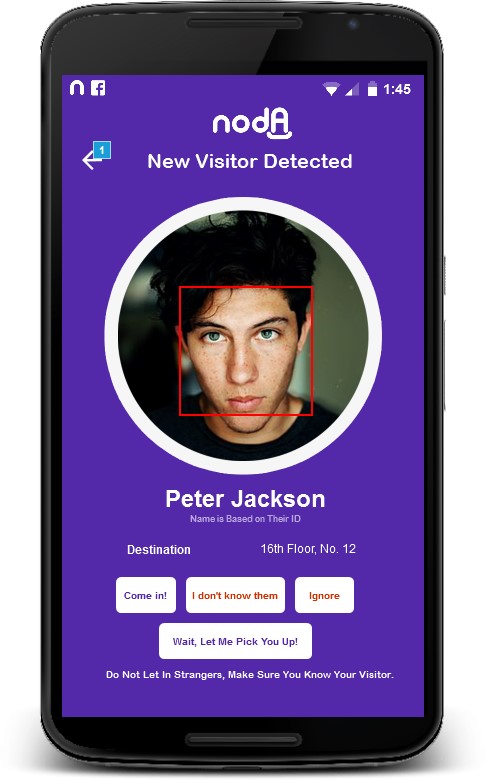 1:45
nodA
1
New Visitor Detected
Peter Jackson
Name is Based on Their ID
Destination 16th Floor, No. 12
Come in! I don't know them Ignore
Wait, Let Me Pick You Up!
Do Not Let In Strangers, Make Sure You Know Your Visitor.